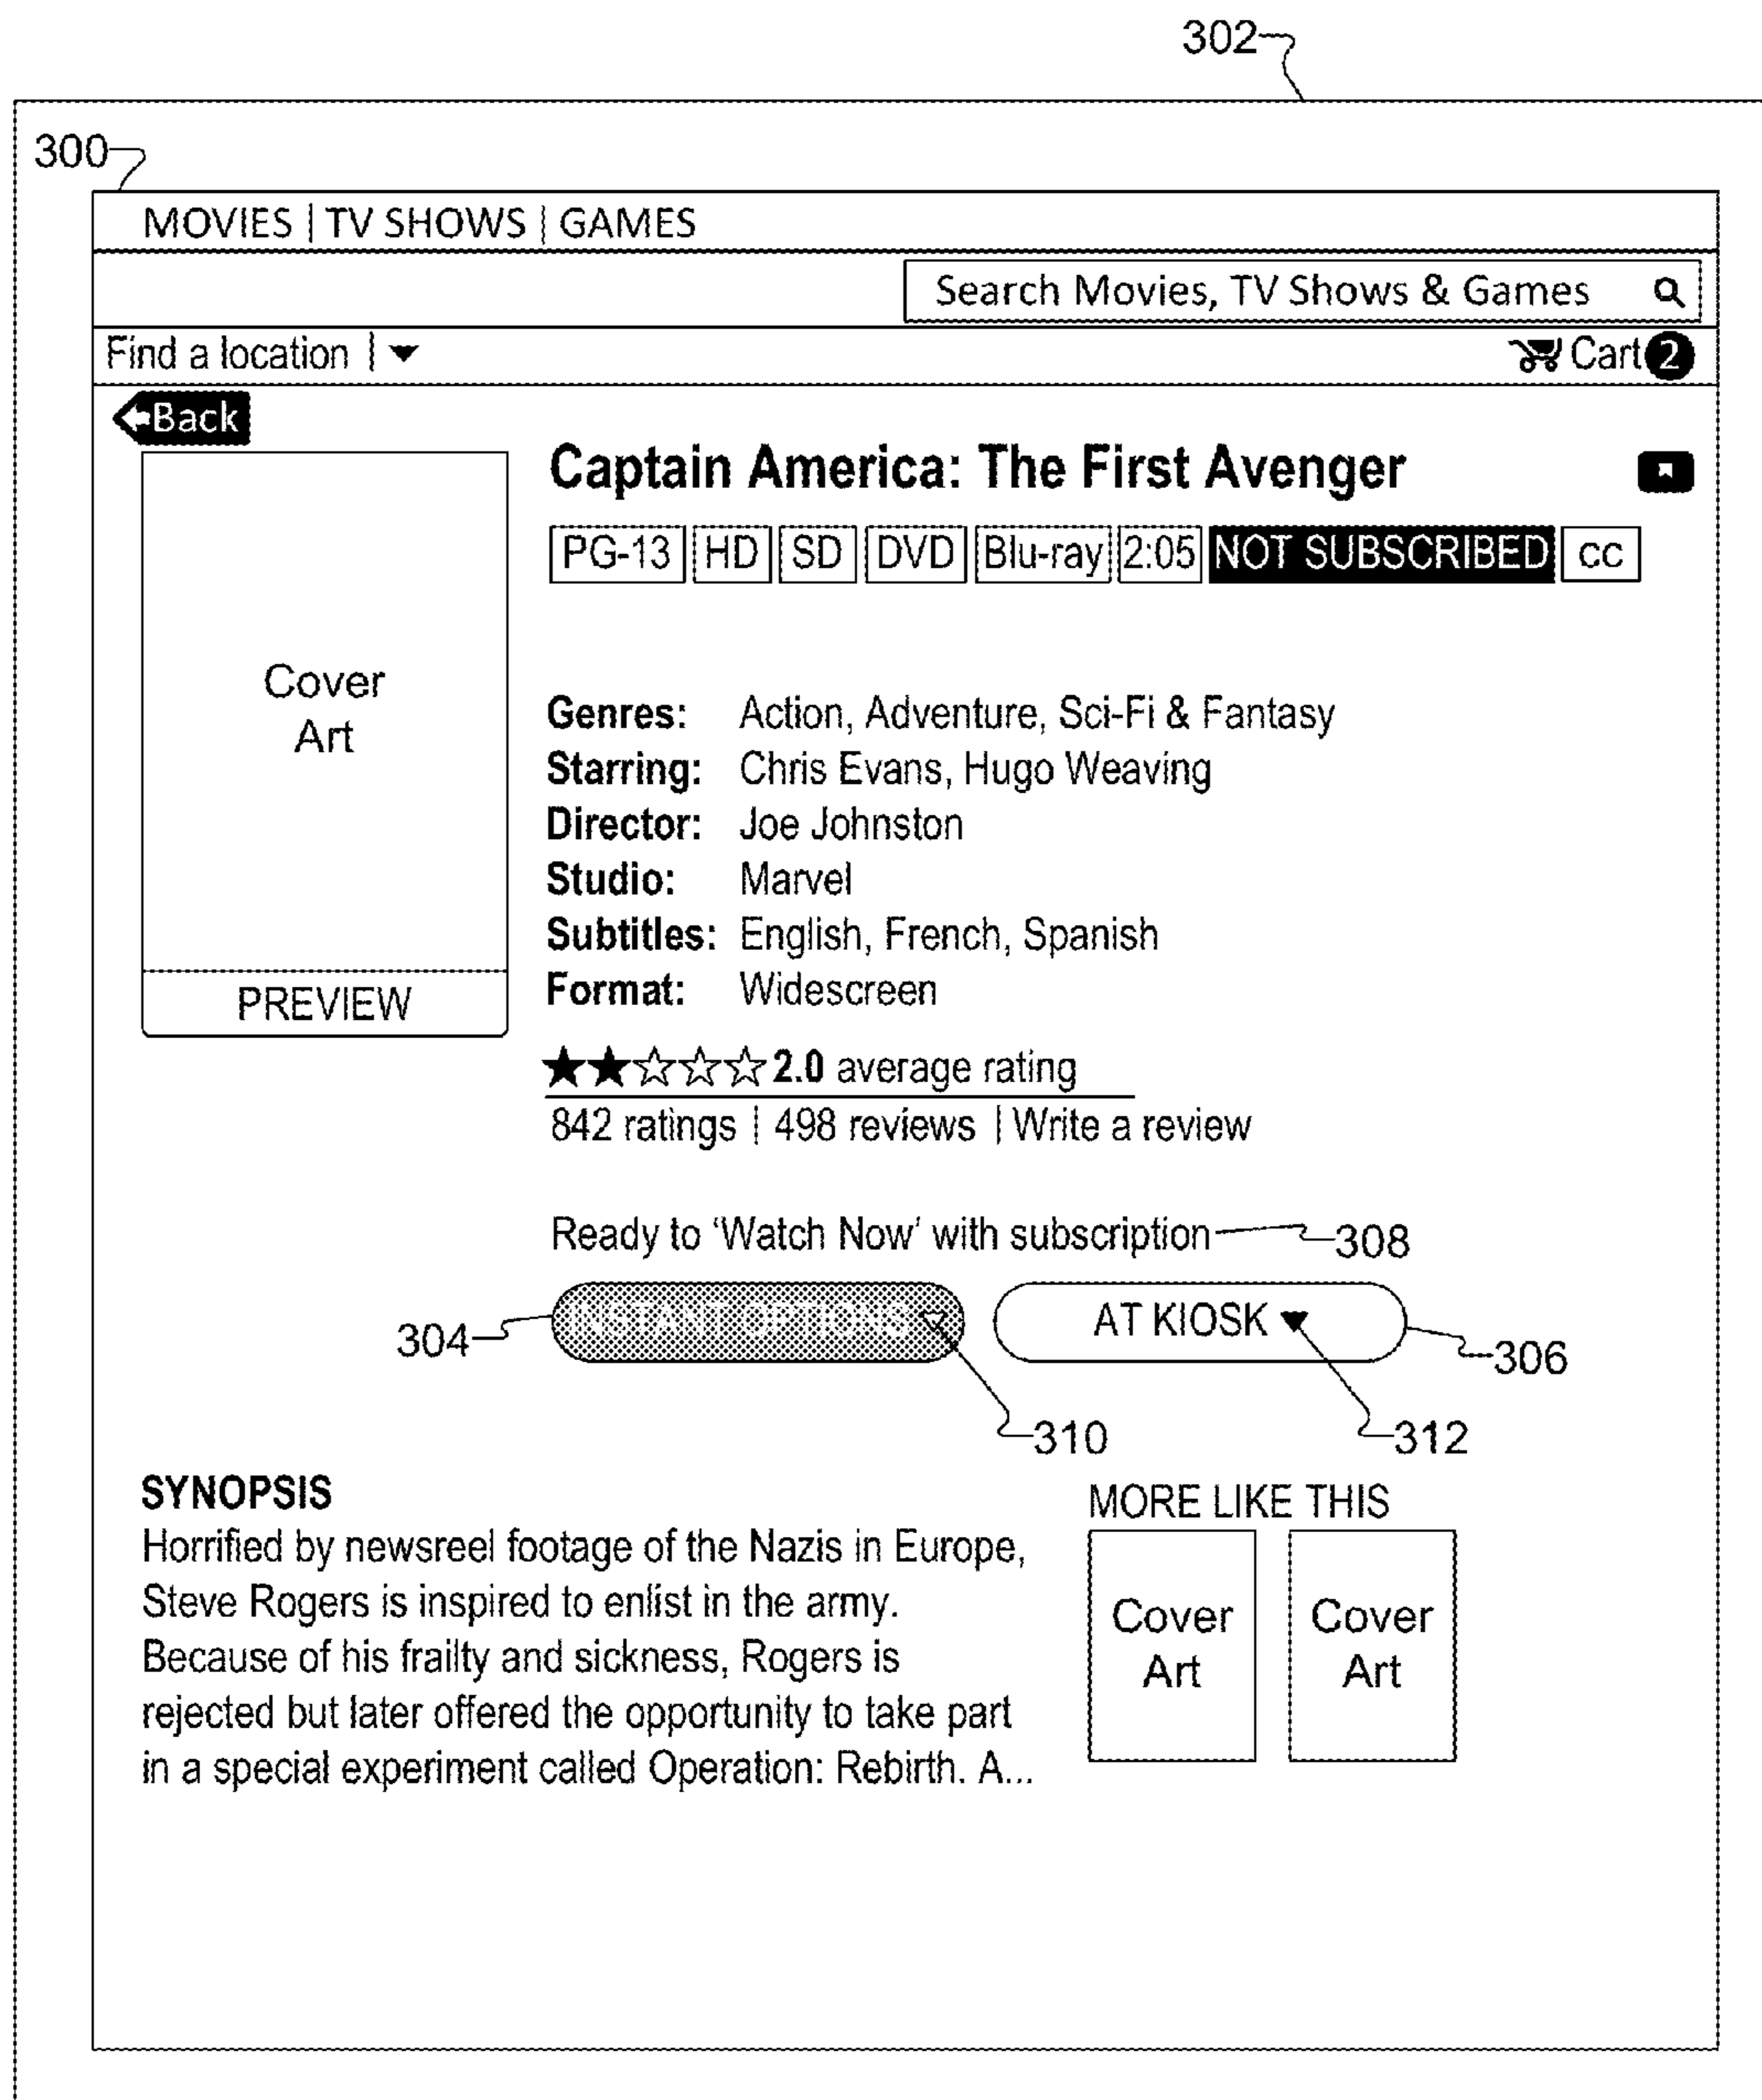 302
300
MOVIES | TV SHOWS | GAMES
Search Movies, TV Shows & Games
Find a location |
Cart 2
Back
Captain America: The First Avenger
PG-13 HD SD DVD Blu-ray 2:05 NOT SUBSCRIBED CC
Cover
Art
PREVIEW
Genres: Action, Adventure, Sci-Fi & Fantasy
Starring: Chris Evans, Hugo Weaving
Director: Joe Johnston
Studio: Marvel
Subtitles: English, French, Spanish
Format: Widescreen
2.0 average rating
842 ratings | 498 reviews | Write a review
Ready to 'Watch Now' with subscription 308
304 INSTANT OPTIONS AT KIOSK 306
310 312
SYNOPSIS
Horrified by newsreel footage of the Nazis in Europe,
Steve Rogers is inspired to enlist in the army.
Because of his frailty and sickness, Rogers is
rejected but later offered the opportunity to take part
in a special experiment called Operation: Rebirth. A...
MORE LIKE THIS
Cover
Art
Cover
Art